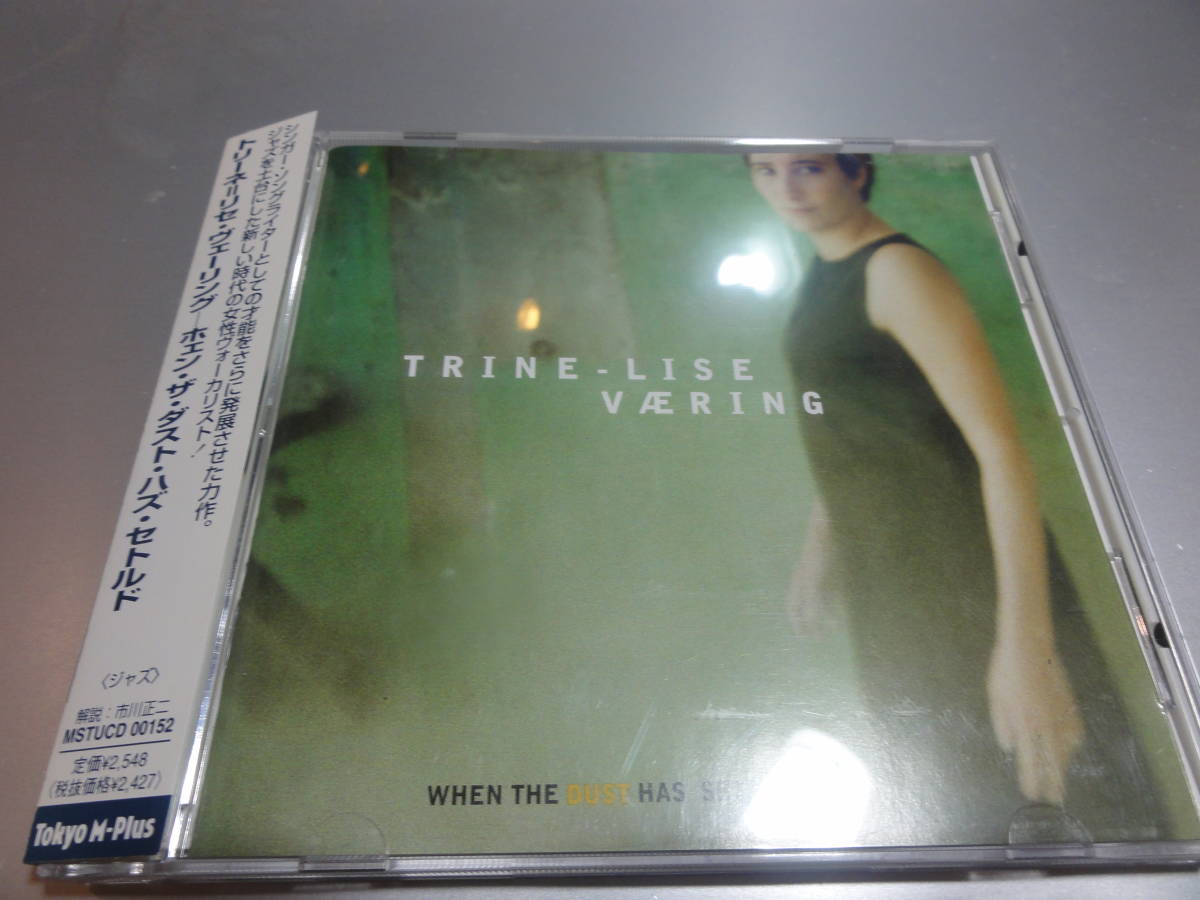 シンガー・ソングライターとしての才能をさらに発展させた力作。
ジャズを土台にした新しい時代の女性ヴォーカリスト！
トリーネ=リセ・ヴェーリング—ホェン・ザ・ダスト・ハズ・セトルド
〈ジャズ〉
解説：市川正二
MSTUCD 00152
定価¥2,548
（税抜価格¥2,427）
Tokyo M-Plus
TRINE-LISE
VÆRING
WHEN THE DUST HAS